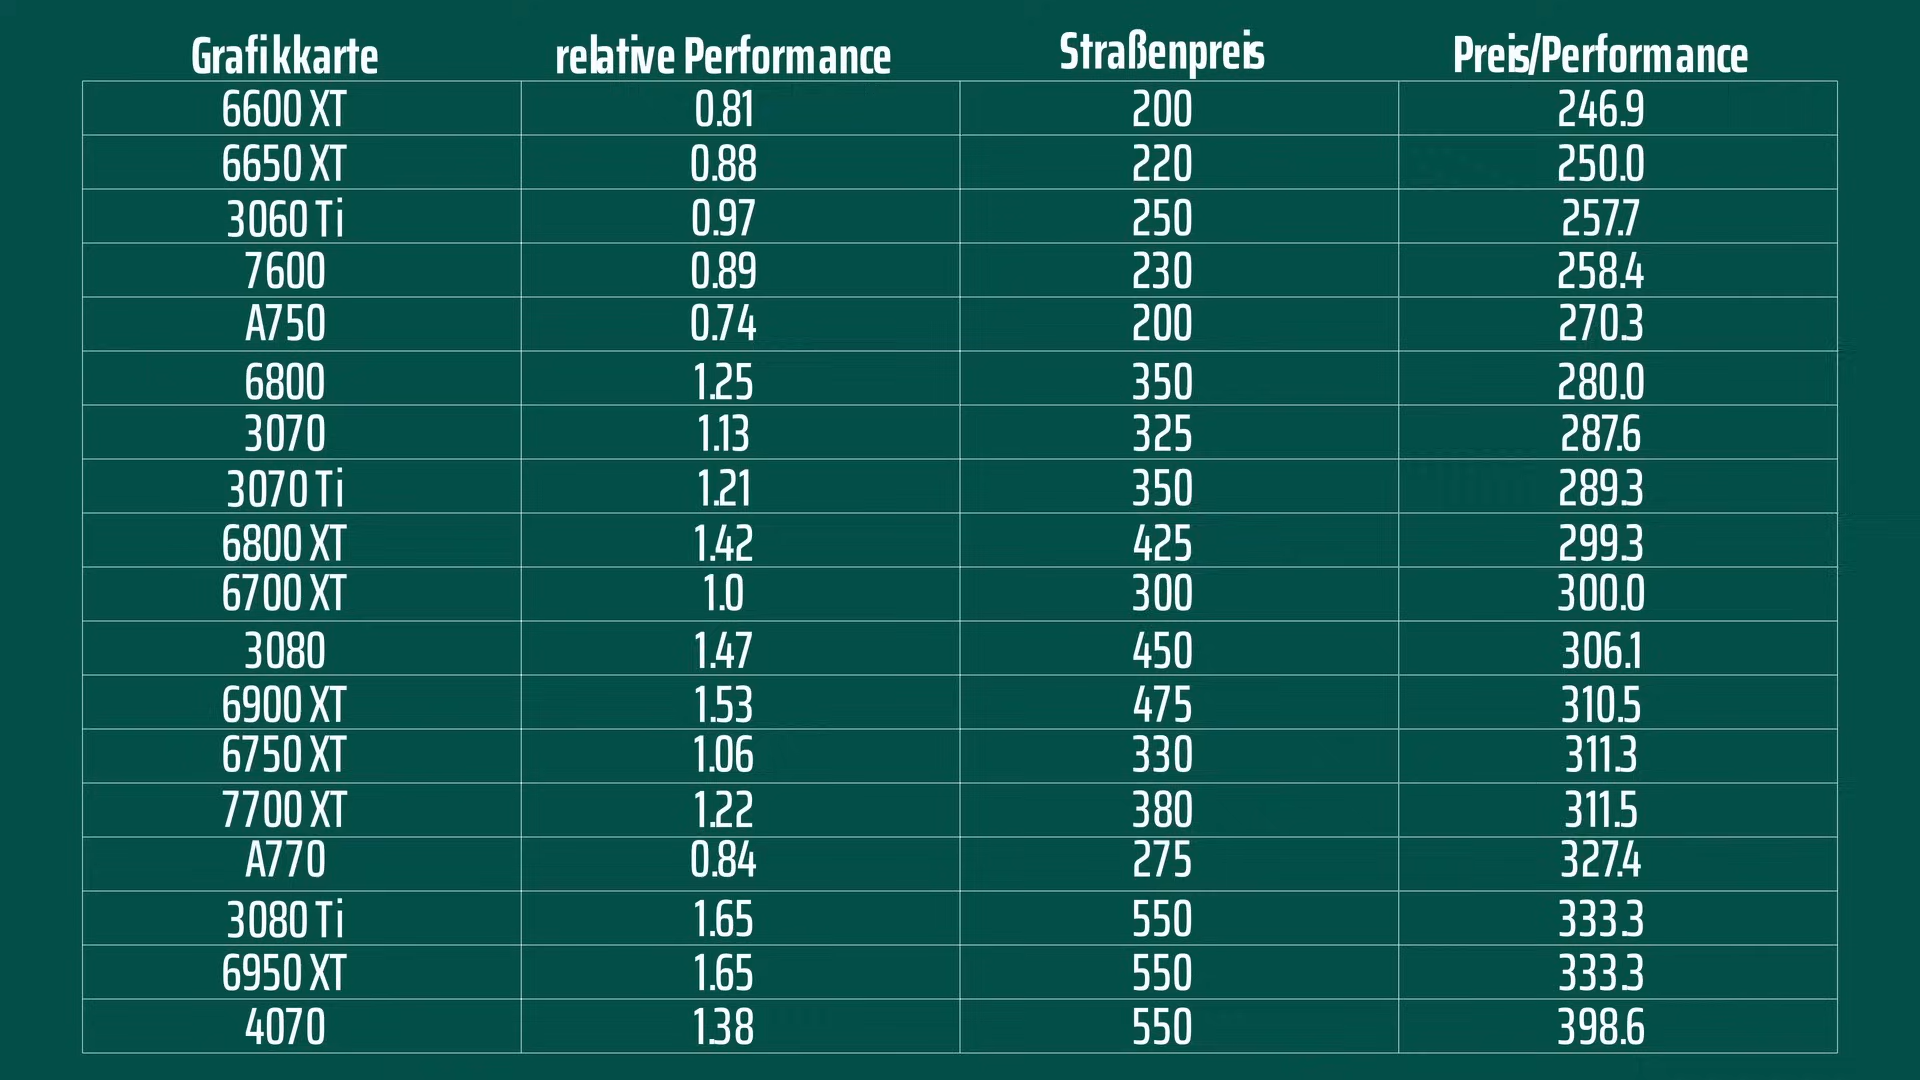 Grafikkarte relative Performance Straßenpreis Preis/Performance
6600 XT 0.81 200 246.9
6650 XT 0.88 220 250.0
3060 Ti 0.97 250 257.7
7600 0.89 230 258.4
A750 0.74 200 270.3
6800 1.25 350 280.0
3070 1.13 325 287.6
3070 Ti 1.21 350 289.3
6800 XT 1.42 425 299.3
6700 XT 1.0 300 300.0
3080 1.47 450 306.1
6900 XT 1.53 475 310.5
6750 XT 1.06 330 311.3
7700 XT 1.22 380 311.5
A770 0.84 275 327.4
3080 Ti 1.65 550 333.3
6950 XT 1.65 550 333.3
4070 1.38 550 398.6